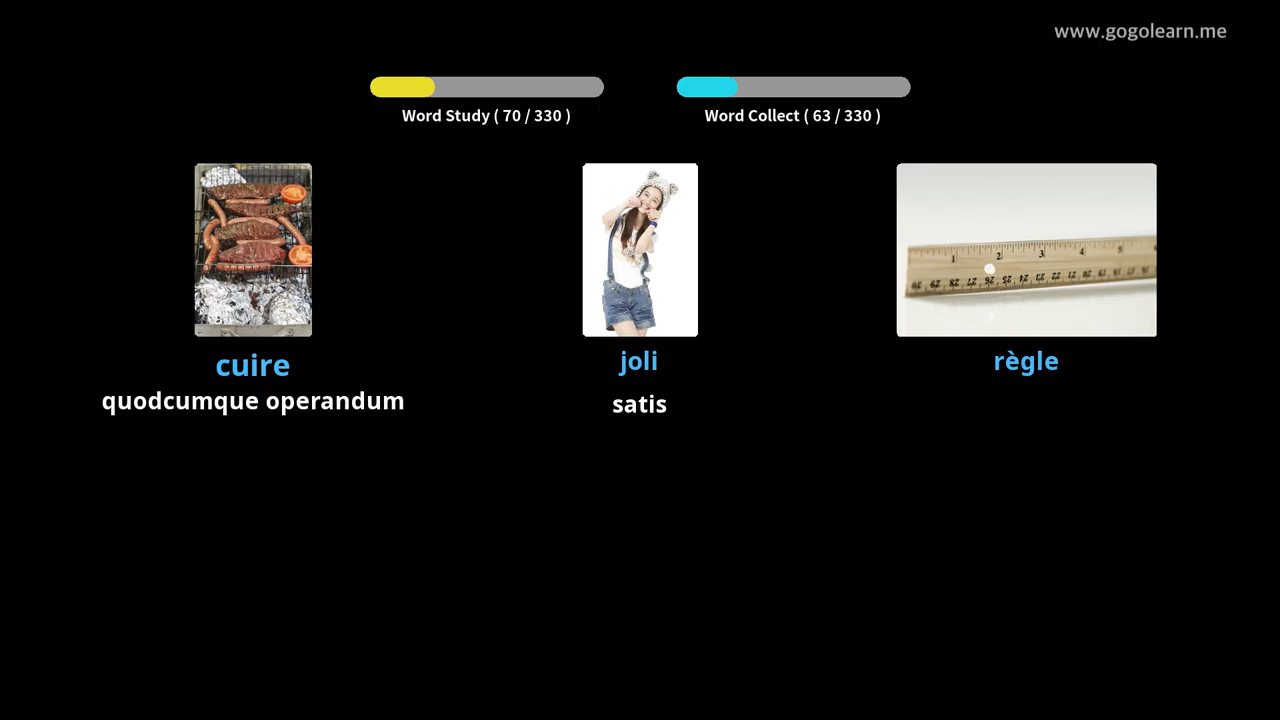 www.gogolearn.me
Word Study ( 70 / 330 )
Word Collect ( 63 / 330 )
cuire
quodcumque operandum
joli
satis
règle